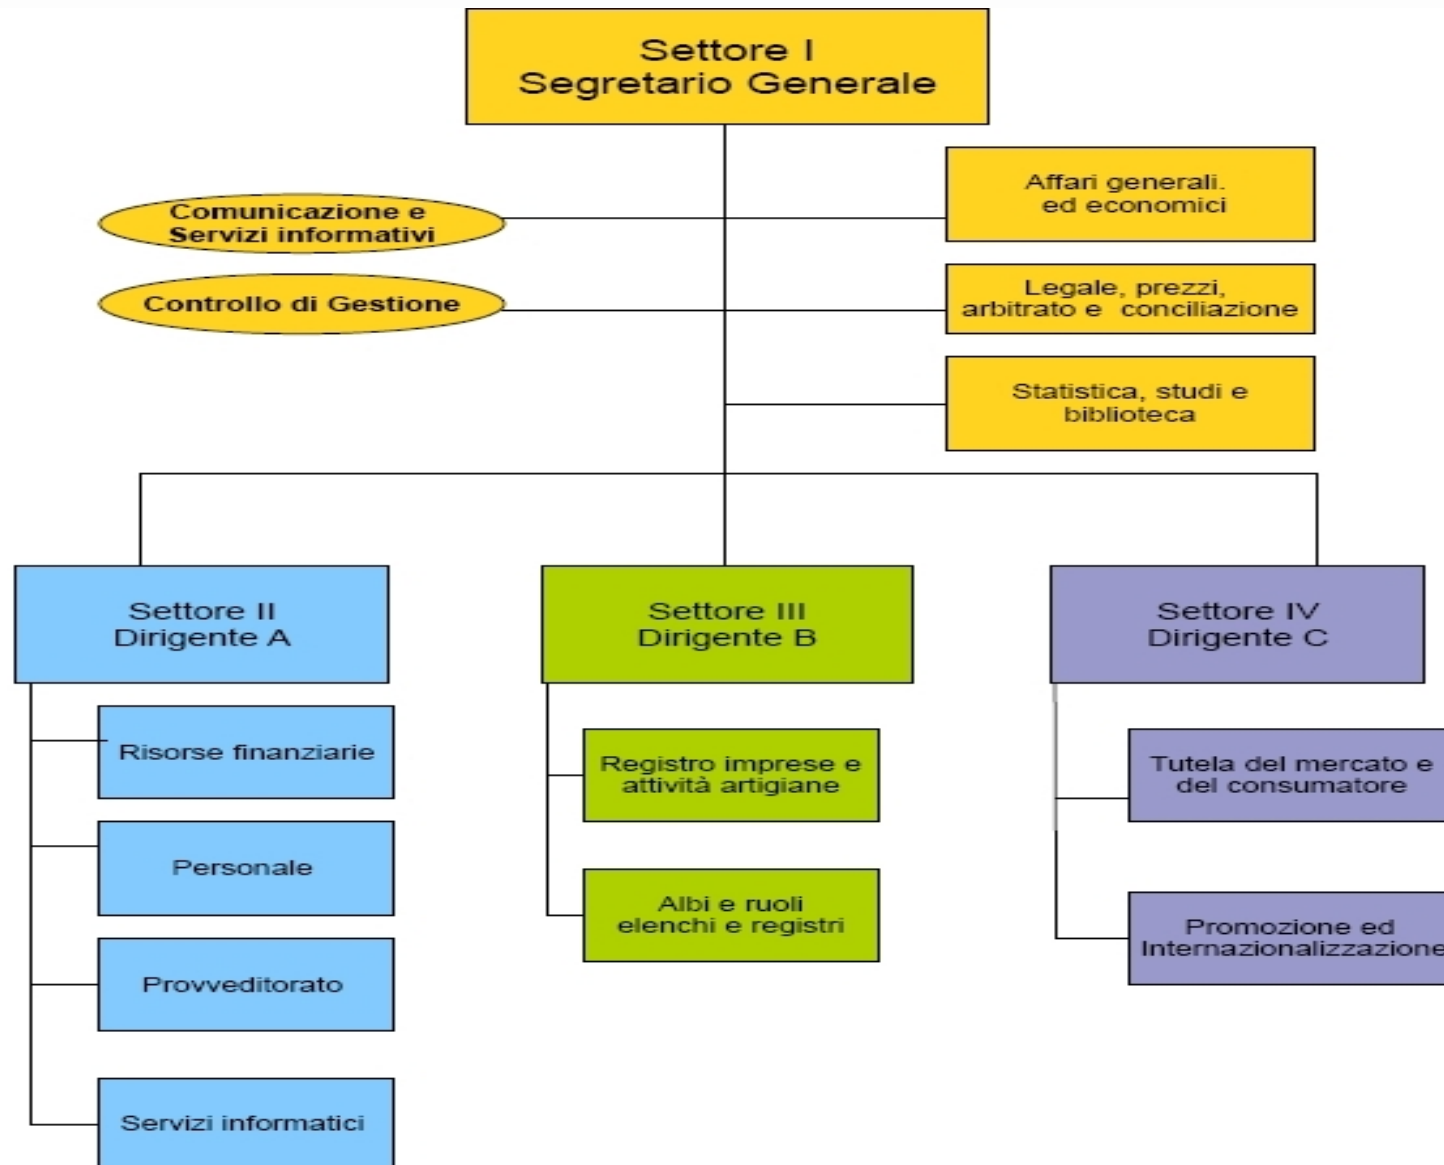 Settore I
Segretario Generale
Affari generali.
ed economici
Comunicazione e
Servizi informativi
Legale, prezzi,
arbitrato e conciliazione
Controllo di Gestione
Statistica, studi e
biblioteca
Settore II
Dirigente A
Settore III
Dirigente B
Settore IV
Dirigente C
Risorse finanziarie
Personale
Provveditorato
Servizi informatici
Registro imprese e
attività artigiane
Albi e ruoli
elenchi e registri
Tutela del mercato e
del consumatore
Promozione ed
Internazionalizzazione